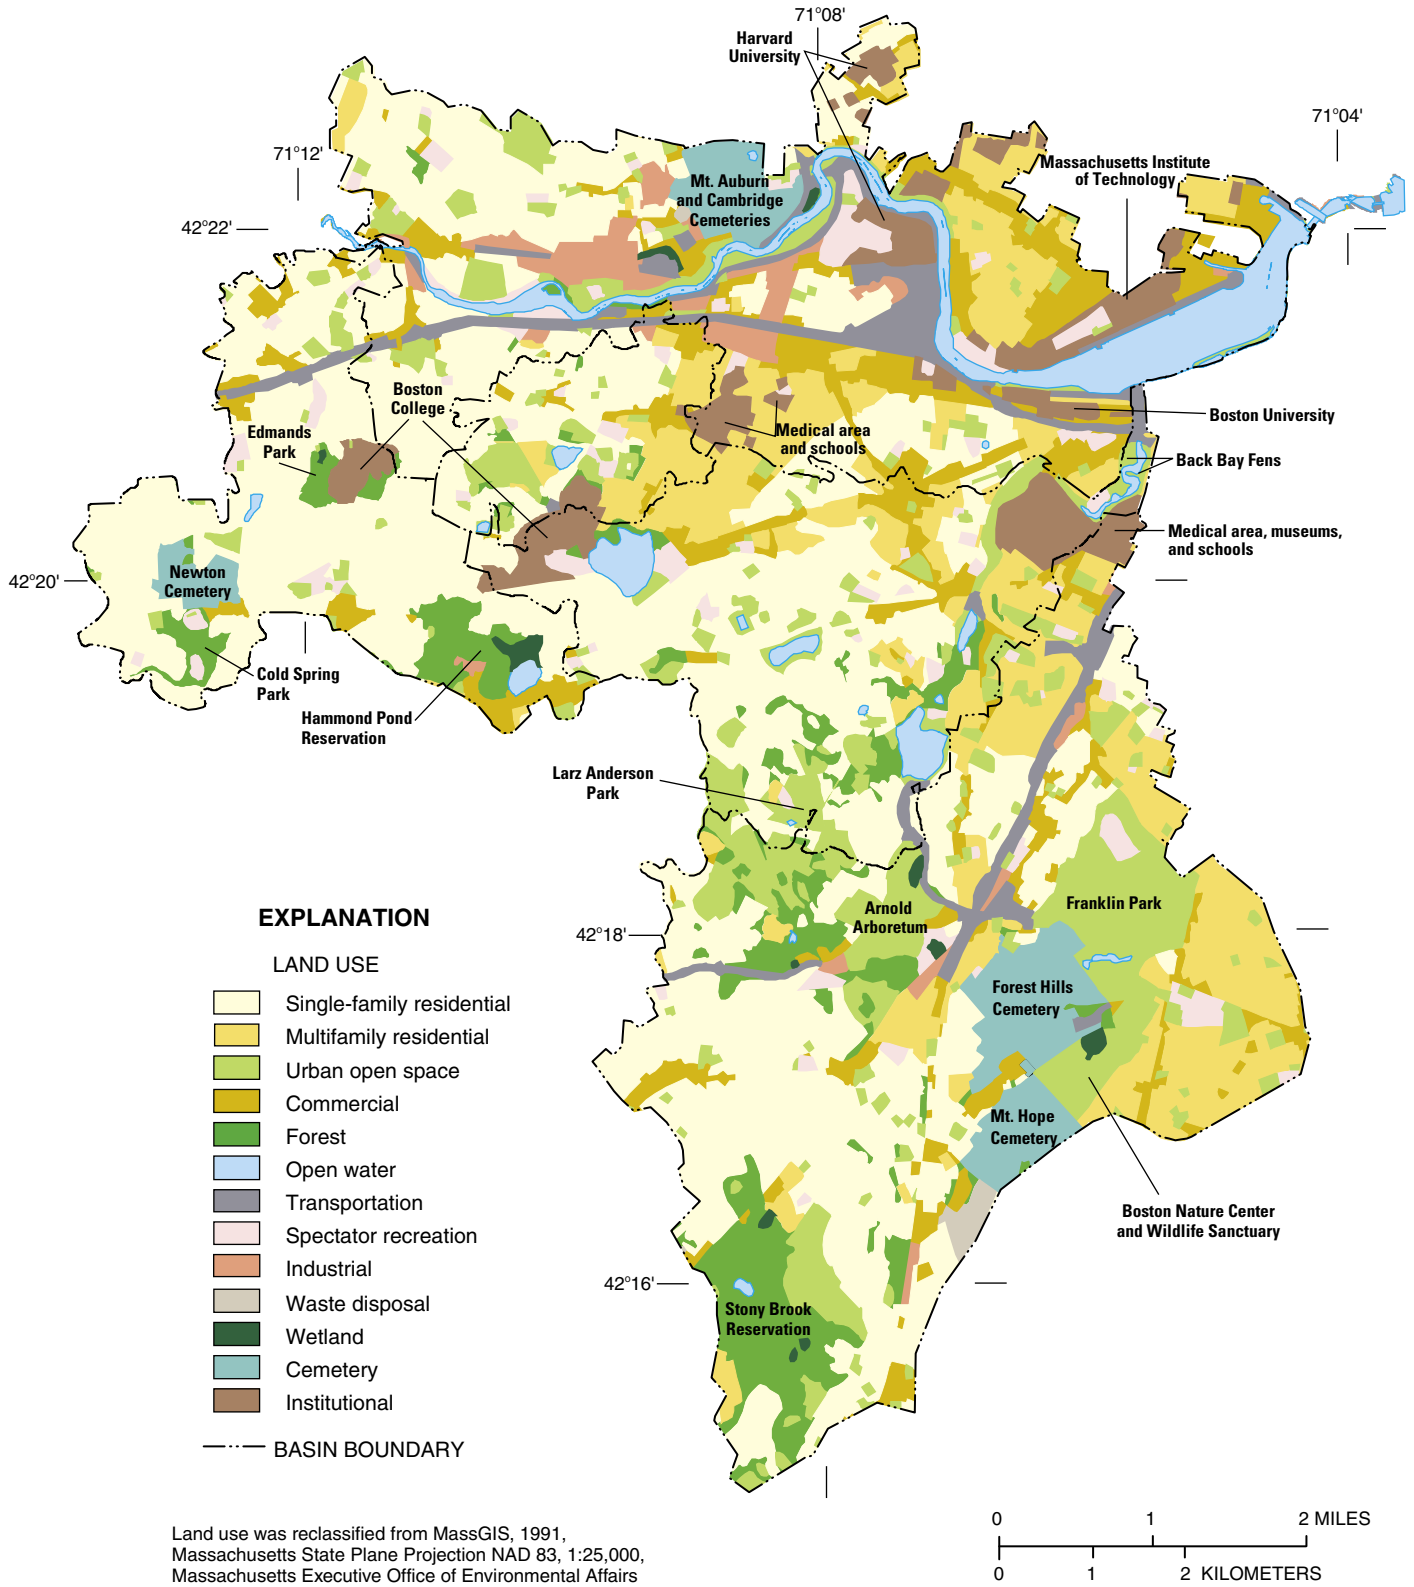 71°08'
Harvard
University
71°04'
71°12'
Massachusetts Institute
of Technology
Mt. Auburn
and Cambridge
Cemeteries
42°22'
Boston
College
Edmands
Park
Medical area
and schools
Boston University
Back Bay Fens
Medical area, museums,
and schools
42°20'
Newton
Cemetery
Cold Spring
Park
Hammond Pond
Reservation
Larz Anderson
Park
Arnold
Arboretum
Franklin Park
42°18'
Forest Hills
Cemetery
Mt. Hope
Cemetery
Boston Nature Center
and Wildlife Sanctuary
42°16'
Stony Brook
Reservation
EXPLANATION
LAND USE
Single-family residential
Multifamily residential
Urban open space
Commercial
Forest
Open water
Transportation
Spectator recreation
Industrial
Waste disposal
Wetland
Cemetery
Institutional
BASIN BOUNDARY
Land use was reclassified from MassGIS, 1991,
Massachusetts State Plane Projection NAD 83, 1:25,000,
Massachusetts Executive Office of Environmental Affairs
0 1 2 MILES
0 1 2 KILOMETERS